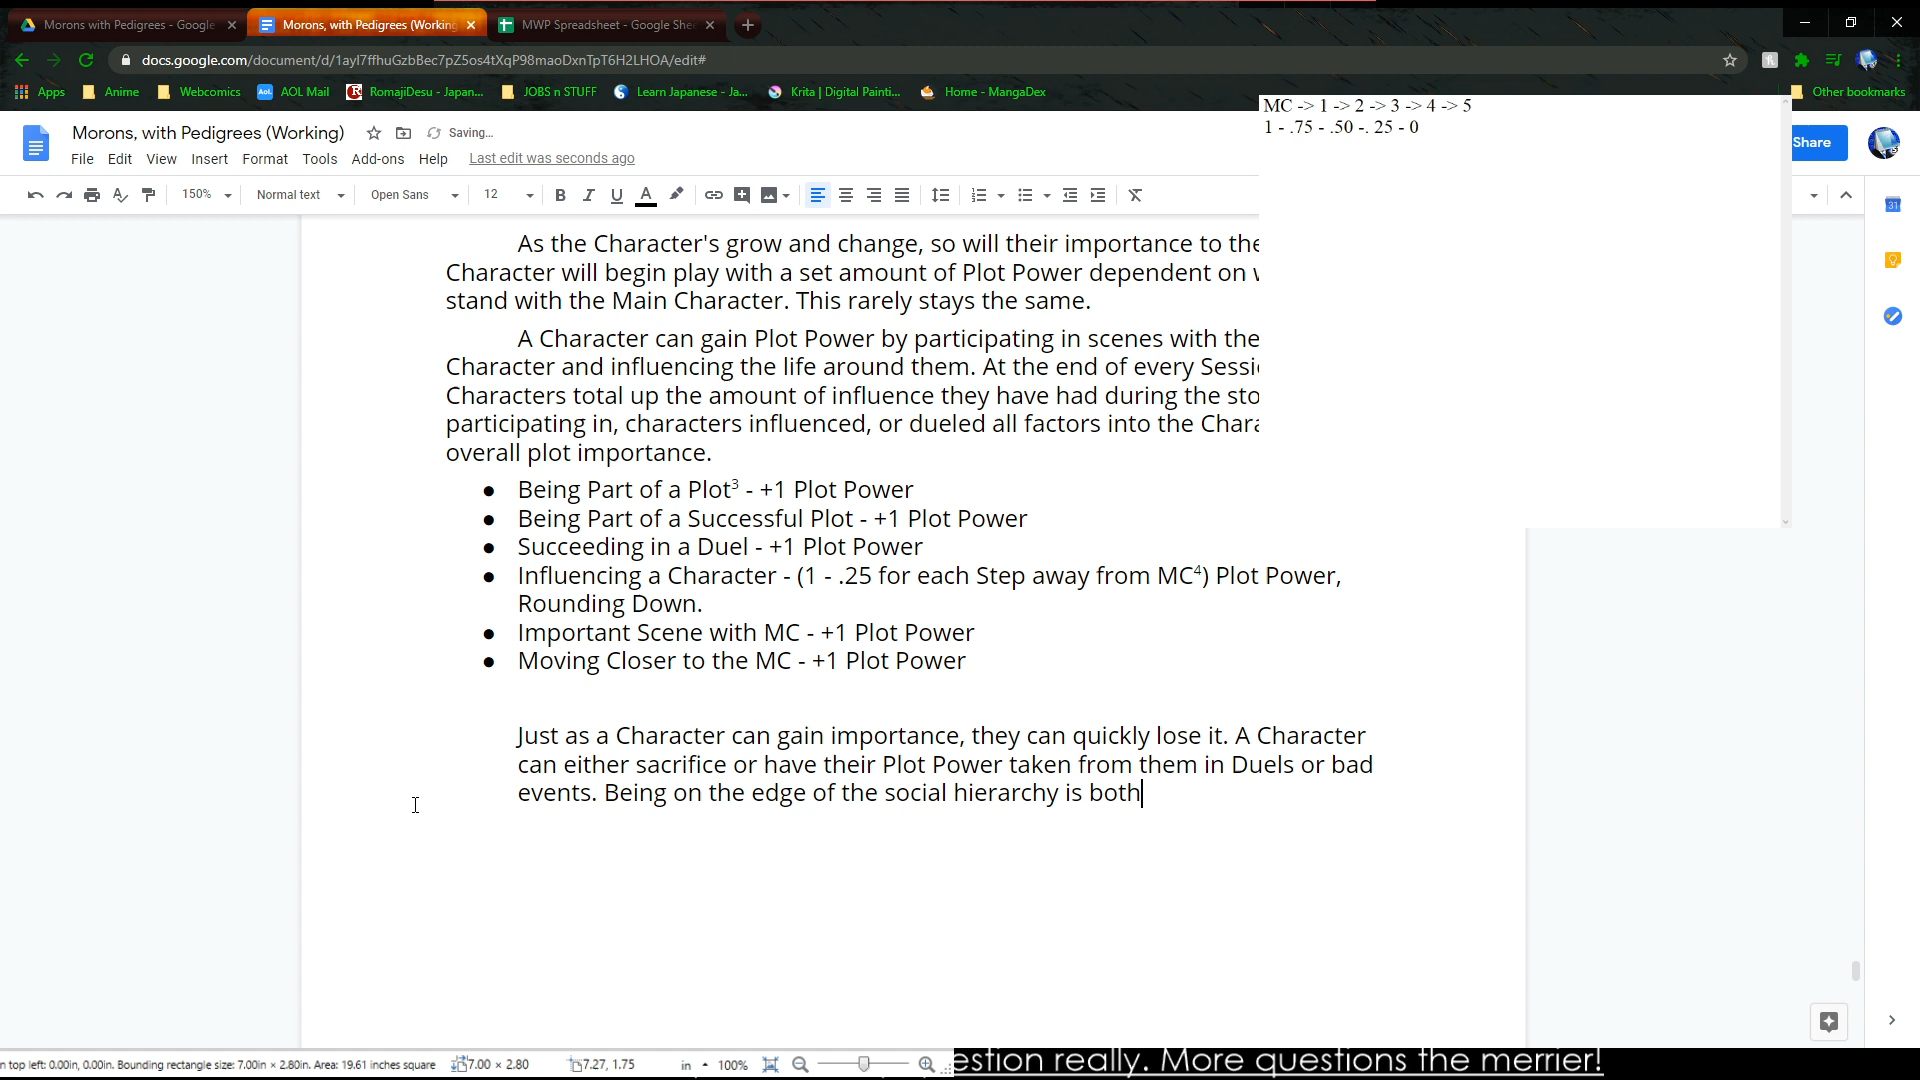 Morons with Pedigrees - Google
Morons, with Pedigrees (Working
MWP Spreadsheet - Google She
docs.google.com/document/d/1ayl7ffhuGzbBec7pZ5os4tXqP98maoDxnTpT6H2LHOA/edit#
Apps
Anime
Webcomics
AOL Mail
RomajiDesu - Japan...
JOBS n STUFF
Learn Japanese - Ja...
Krita | Digital Painti...
Home - MangaDex
Other bookmarks
MC -> 1 -> 2 -> 3 -> 4 -> 5
1 - .75 - .50 -. 25 - 0
Morons, with Pedigrees (Working)
Saving...
Share
File Edit View Insert Format Tools Add-ons Help Last edit was seconds ago
150% Normal text Open Sans 12 B I U A
As the Character's grow and change, so will their importance to the
Character will begin play with a set amount of Plot Power dependent on w
stand with the Main Character. This rarely stays the same.
A Character can gain Plot Power by participating in scenes with the
Character and influencing the life around them. At the end of every Sessi
Characters total up the amount of influence they have had during the sto
participating in, characters influenced, or dueled all factors into the Chara
overall plot importance.
● Being Part of a Plot³ - +1 Plot Power
● Being Part of a Successful Plot - +1 Plot Power
● Succeeding in a Duel - +1 Plot Power
● Influencing a Character - (1 - .25 for each Step away from MC⁴) Plot Power,
Rounding Down.
● Important Scene with MC - +1 Plot Power
● Moving Closer to the MC - +1 Plot Power
Just as a Character can gain importance, they can quickly lose it. A Character
can either sacrifice or have their Plot Power taken from them in Duels or bad
events. Being on the edge of the social hierarchy is both
n top left: 0.00in, 0.00in. Bounding rectangle size: 7.00in × 2.80in. Area: 19.61 inches square
7.00 × 2.80
7.27, 1.75
in
100%
estion really. More questions the merrier!